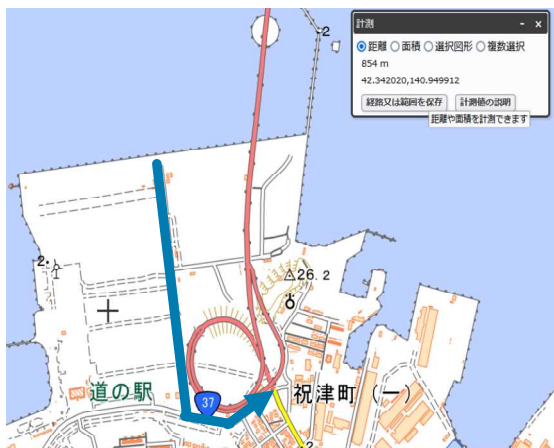 計測 - x
距離 面積 選択図形 複数選択
854 m
42.342020,140.949912
経路又は範囲を保存 計測値の説明
距離や面積を計測できます
2
2
26.2
道の駅
37
祝津町(一)
2